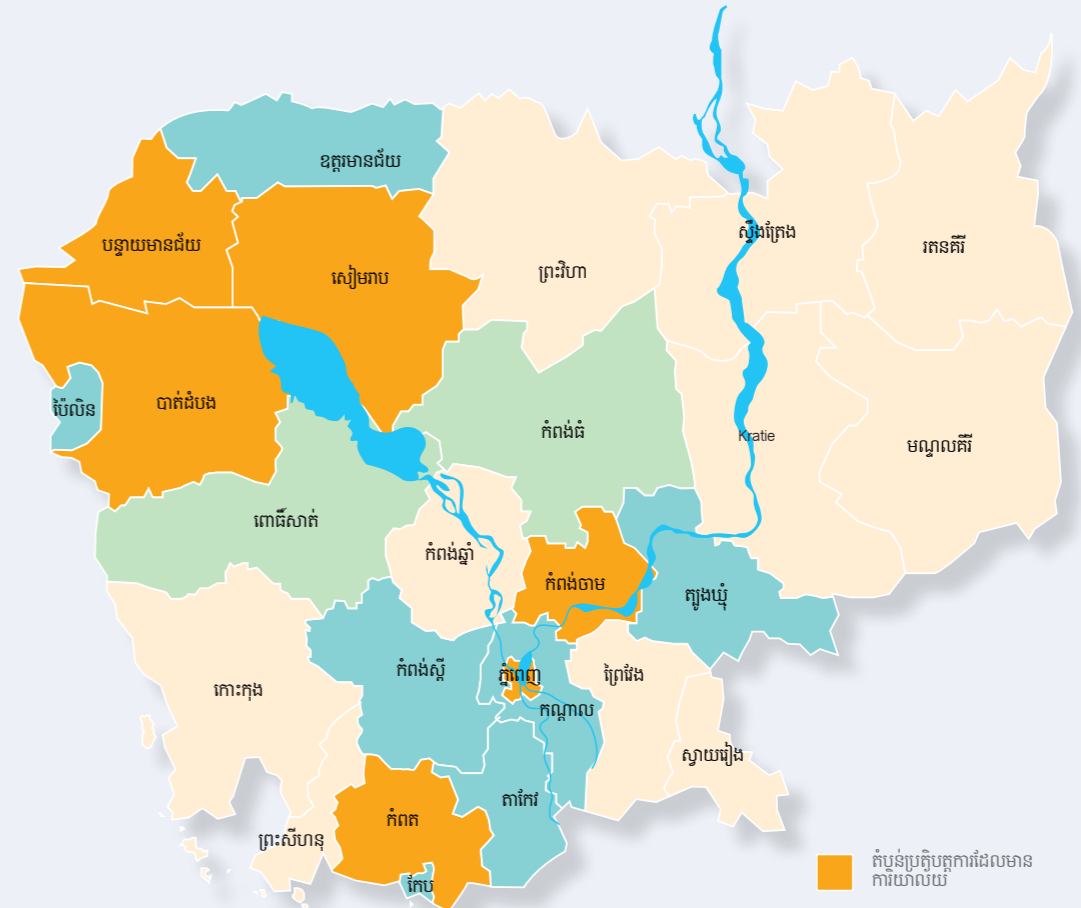 ឧត្តរមានជ័យ
បន្ទាយមានជ័យ
សៀមរាប
ព្រះវិហា
ស្ទឹងត្រែង
រតនគីរី
ប៉ៃលិន
បាត់ដំបង
កំពង់ធំ
Kratie
មណ្ឌលគីរី
ពោធិ៍សាត់
កំពង់ឆ្នាំ
កំពង់ចាម
ត្បូងឃ្មុំ
កោះកុង
កំពង់ស្ពឺ
ភ្នំពេញ
ព្រៃវែង
កណ្តាល
ស្វាយរៀង
តាកែវ
កំពត
ព្រះសីហនុ
កែប
តំបន់ប្រតិបត្តការដែលមាន
ការិយាល័យ